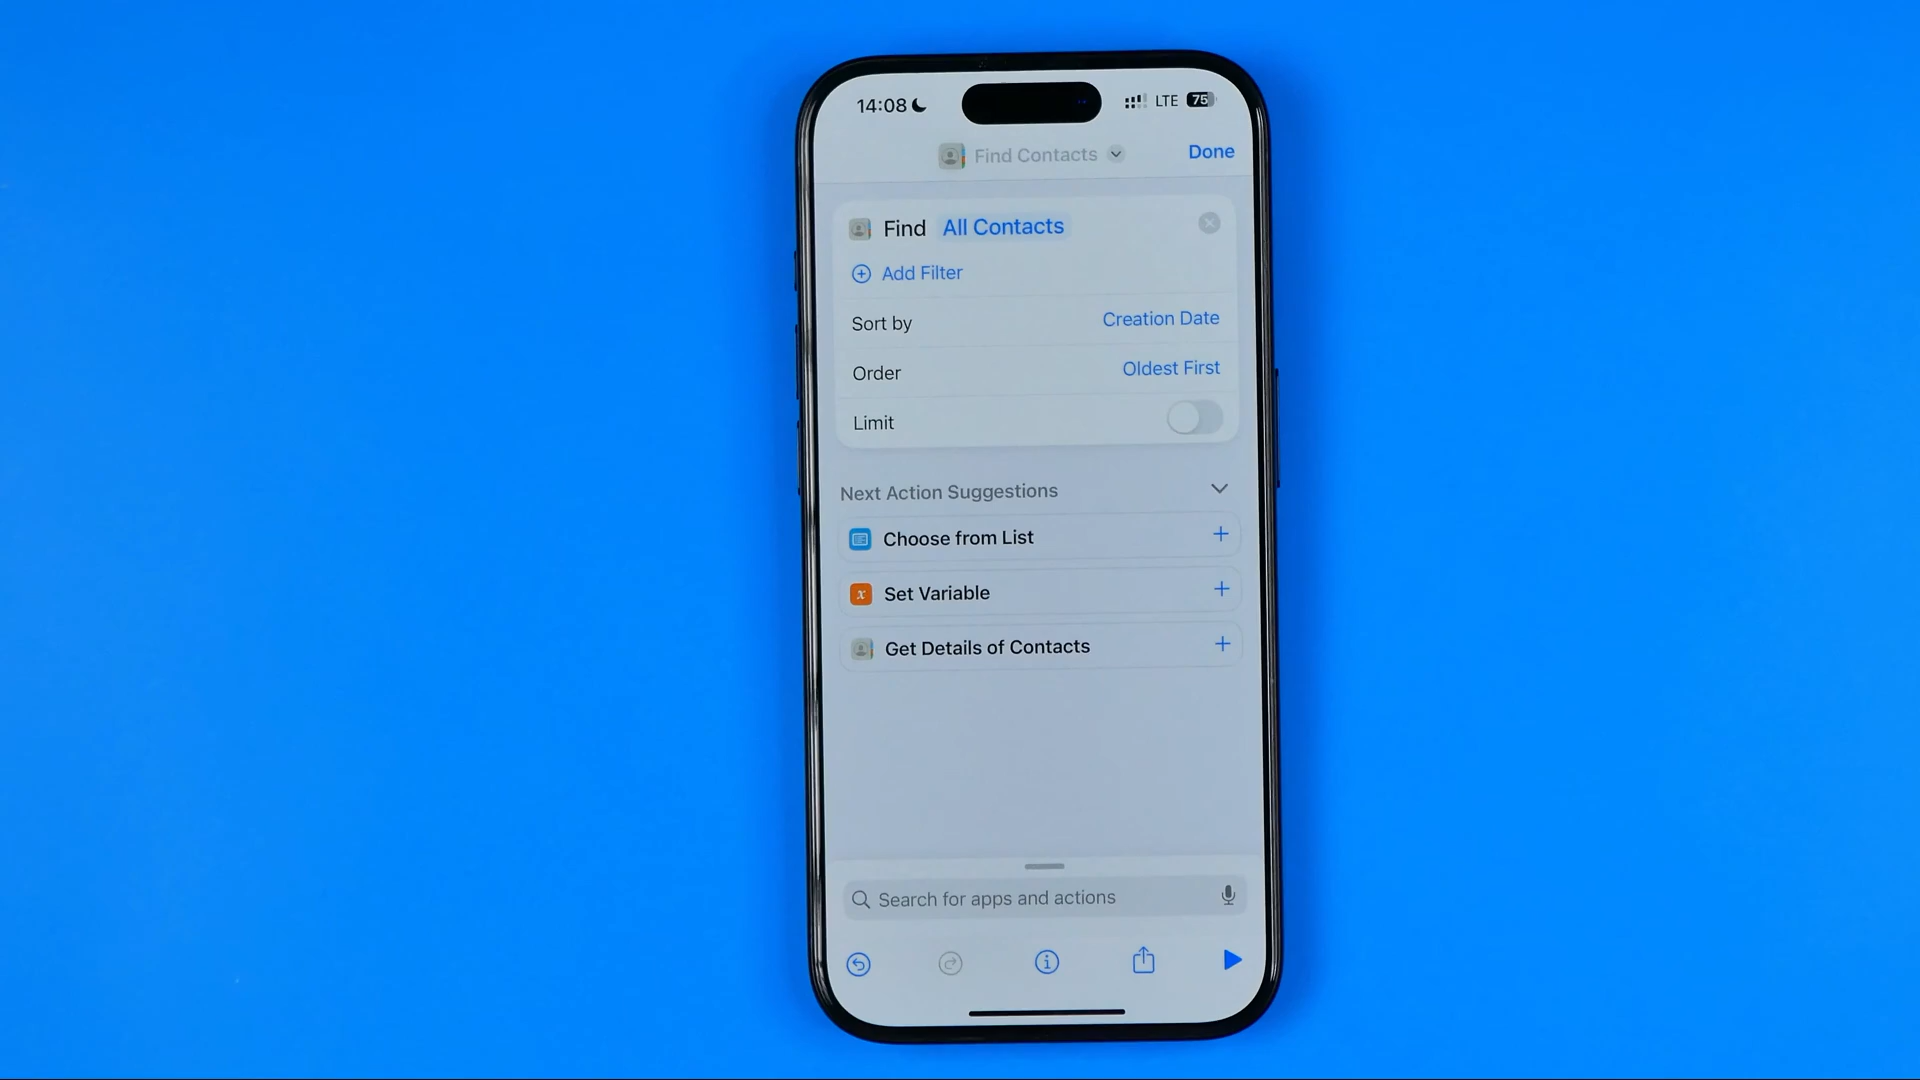 14:08
LTE 75
Find Contacts
Done
Find All Contacts
Add Filter
Sort by Creation Date
Order Oldest First
Limit
Next Action Suggestions
Choose from List
x Set Variable
Get Details of Contacts
Search for apps and actions